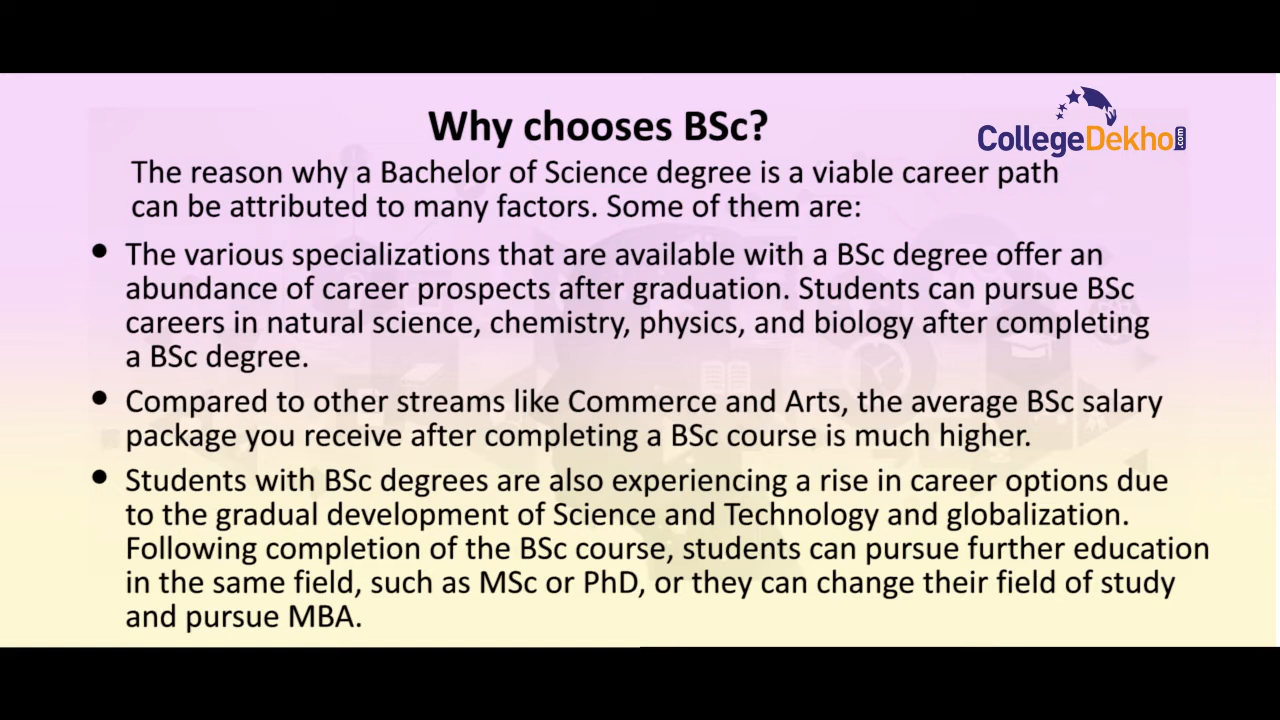 Why chooses BSc?
CollegeDekho.com
The reason why a Bachelor of Science degree is a viable career path
can be attributed to many factors. Some of them are:
• The various specializations that are available with a BSc degree offer an
abundance of career prospects after graduation. Students can pursue BSc
careers in natural science, chemistry, physics, and biology after completing
a BSc degree.
• Compared to other streams like Commerce and Arts, the average BSc salary
package you receive after completing a BSc course is much higher.
• Students with BSc degrees are also experiencing a rise in career options due
to the gradual development of Science and Technology and globalization.
Following completion of the BSc course, students can pursue further education
in the same field, such as MSc or PhD, or they can change their field of study
and pursue MBA.